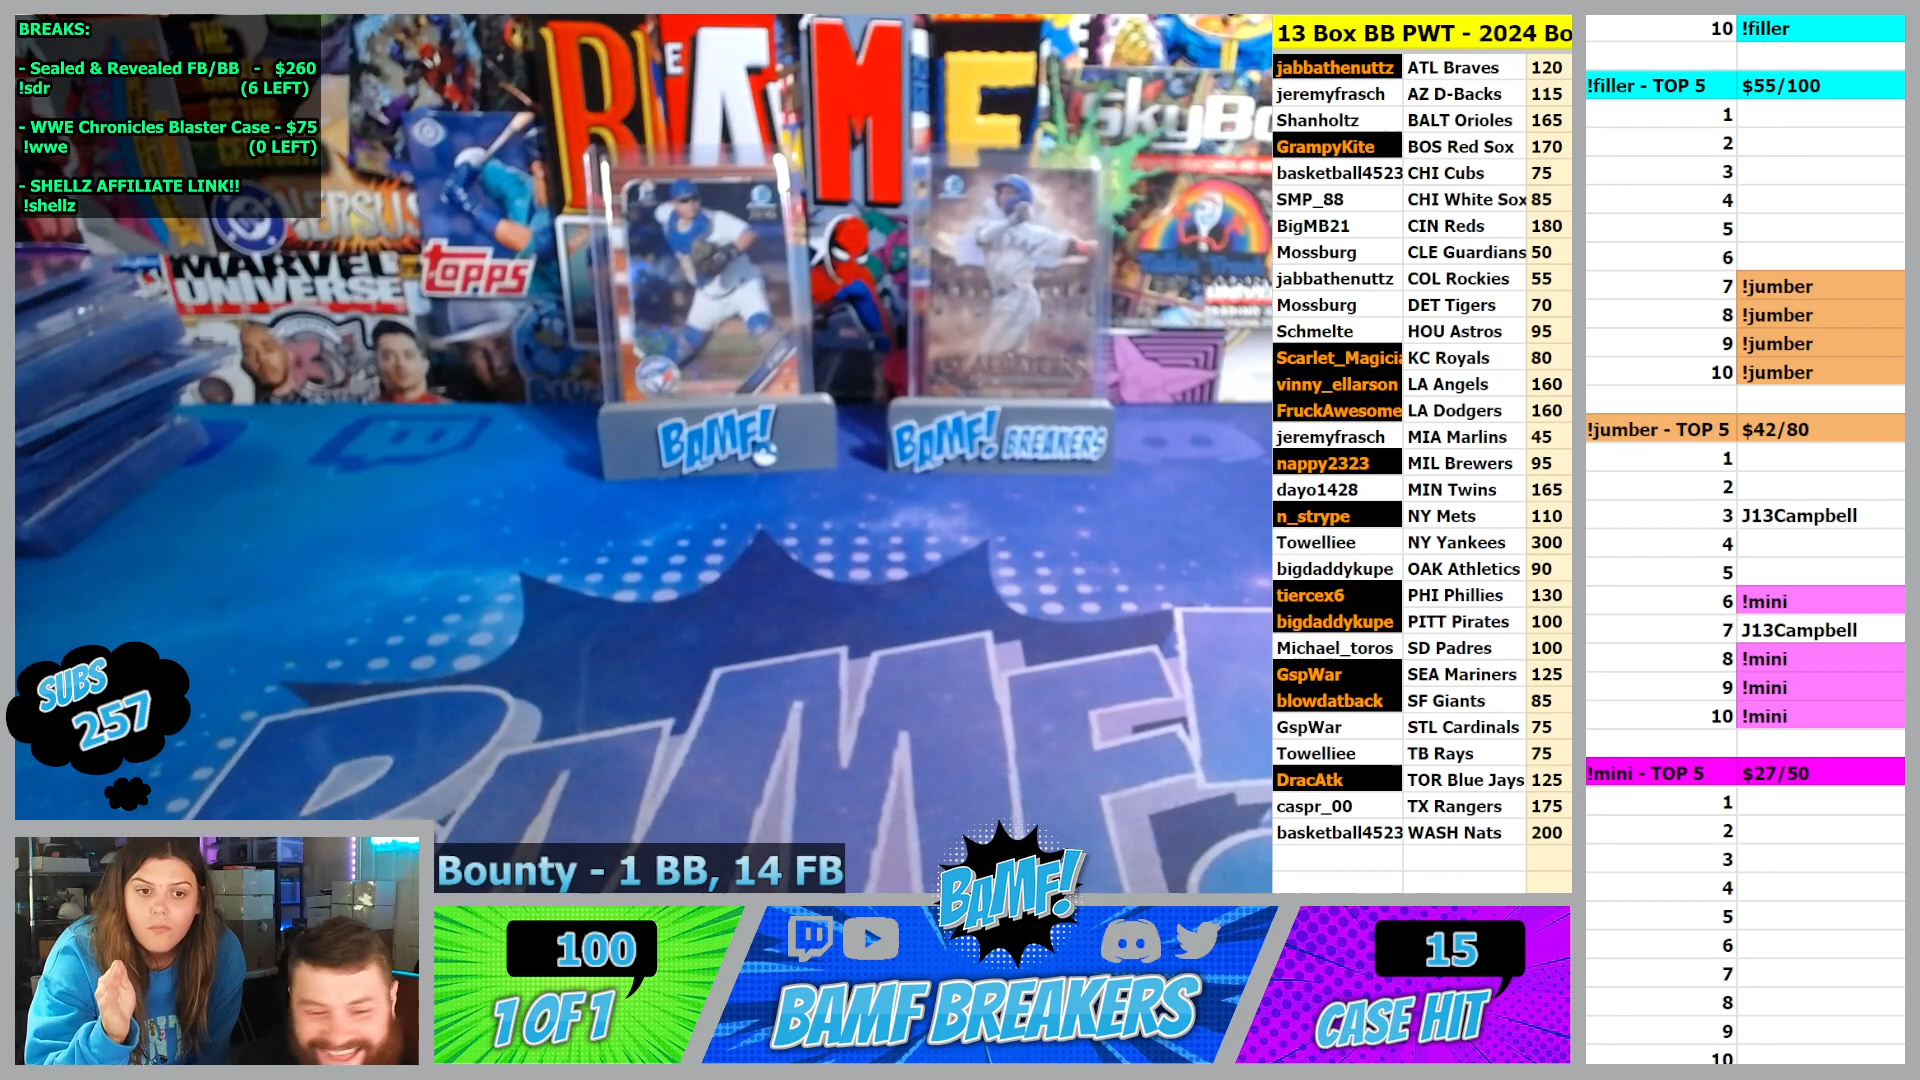 BREAKS:
- Sealed & Revealed FB/BB - $260
!sdr (6 LEFT)
- WWE Chronicles Blaster Case - $75
!wwe (0 LEFT)
- SHELLZ AFFILIATE LINK!!
!shellz
BAMF
SkyBo
VERSUS
MARVEL
UNIVERSE
topps
BAMF!
BAMF! BREAKERS
BAMF
SUBS
257
Bounty - 1 BB, 14 FB
BAMF!
100
1 OF 1
BAMF BREAKERS
15
CASE HIT
13 Box BB PWT - 2024 Bo
jabbathenuttz ATL Braves 120
jeremyfrasch AZ D-Backs 115
Shanholtz BALT Orioles 165
GrampyKite BOS Red Sox 170
basketball4523 CHI Cubs 75
SMP_88 CHI White Sox 85
BigMB21 CIN Reds 180
Mossburg CLE Guardians 50
jabbathenuttz COL Rockies 55
Mossburg DET Tigers 70
Schmelte HOU Astros 95
Scarlet_Magicia KC Royals 80
vinny_ellarson LA Angels 160
FruckAwesome LA Dodgers 160
jeremyfrasch MIA Marlins 45
nappy2323 MIL Brewers 95
dayo1428 MIN Twins 165
n_strype NY Mets 110
Towelliee NY Yankees 300
bigdaddykupe OAK Athletics 90
tiercex6 PHI Phillies 130
bigdaddykupe PITT Pirates 100
Michael_toros SD Padres 100
GspWar SEA Mariners 125
blowdatback SF Giants 85
GspWar STL Cardinals 75
Towelliee TB Rays 75
DracAtk TOR Blue Jays 125
caspr_00 TX Rangers 175
basketball4523 WASH Nats 200
10 !filler
!filler - TOP 5 $55/100
1
2
3
4
5
6
7 !jumber
8 !jumber
9 !jumber
10 !jumber
!jumber - TOP 5 $42/80
1
2
3 J13Campbell
4
5
6 !mini
7 J13Campbell
8 !mini
9 !mini
10 !mini
!mini - TOP 5 $27/50
1
2
3
4
5
6
7
8
9
10